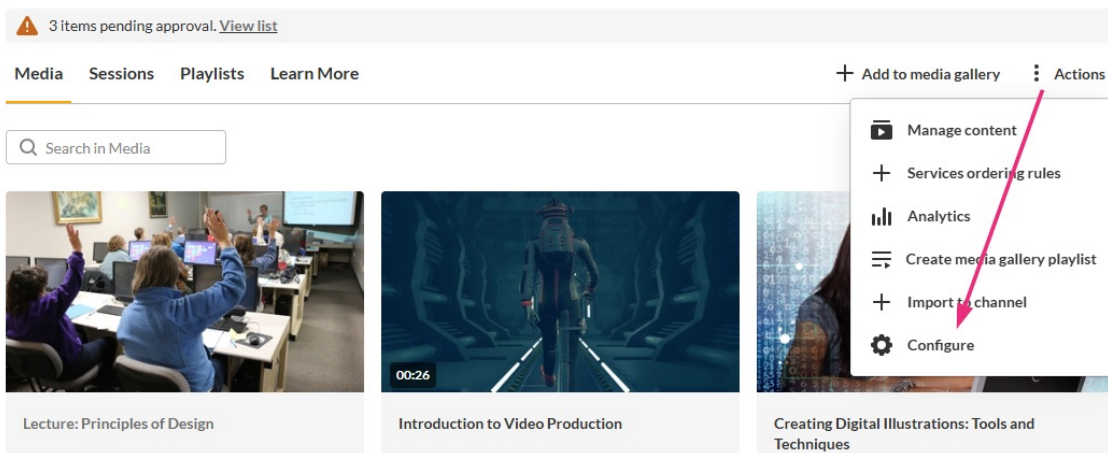 3 items pending approval. View list
Media Sessions Playlists Learn More
Add to media gallery Actions
Search in Media
Manage content
Services ordering rules
Analytics
Create media gallery playlist
Import to channel
Configure
00:26
Lecture: Principles of Design
Introduction to Video Production
Creating Digital Illustrations: Tools and
Techniques